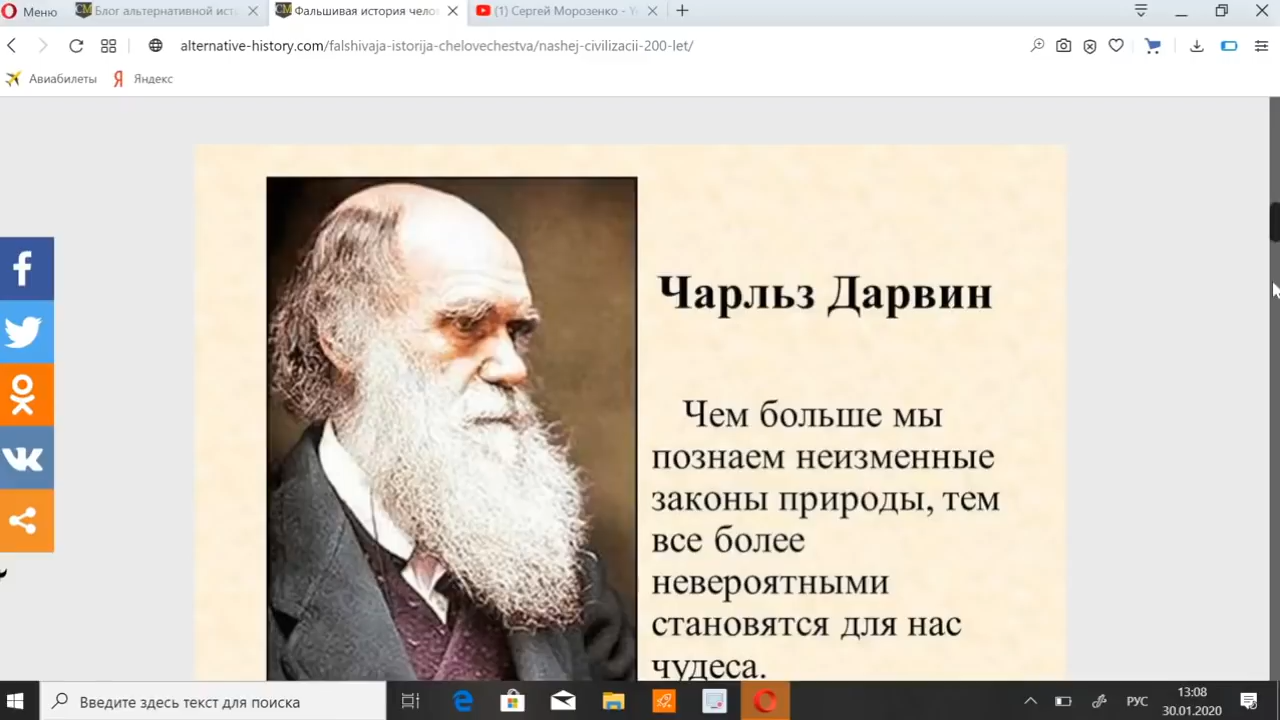 Меню
Блог альтернативной ист
Фальшивая история чело
(1) Сергей Морозенко - Y
alternative-history.com/falshivaja-istorija-chelovechestva/nashej-civilizacii-200-let/
Авиабилеты
Яндекс
Чарльз Дарвин
Чем больше мы
познаем неизменные
законы природы, тем
все более
невероятными
становятся для нас
чудеса.
Введите здесь текст для поиска
РУС
13:08
30.01.2020